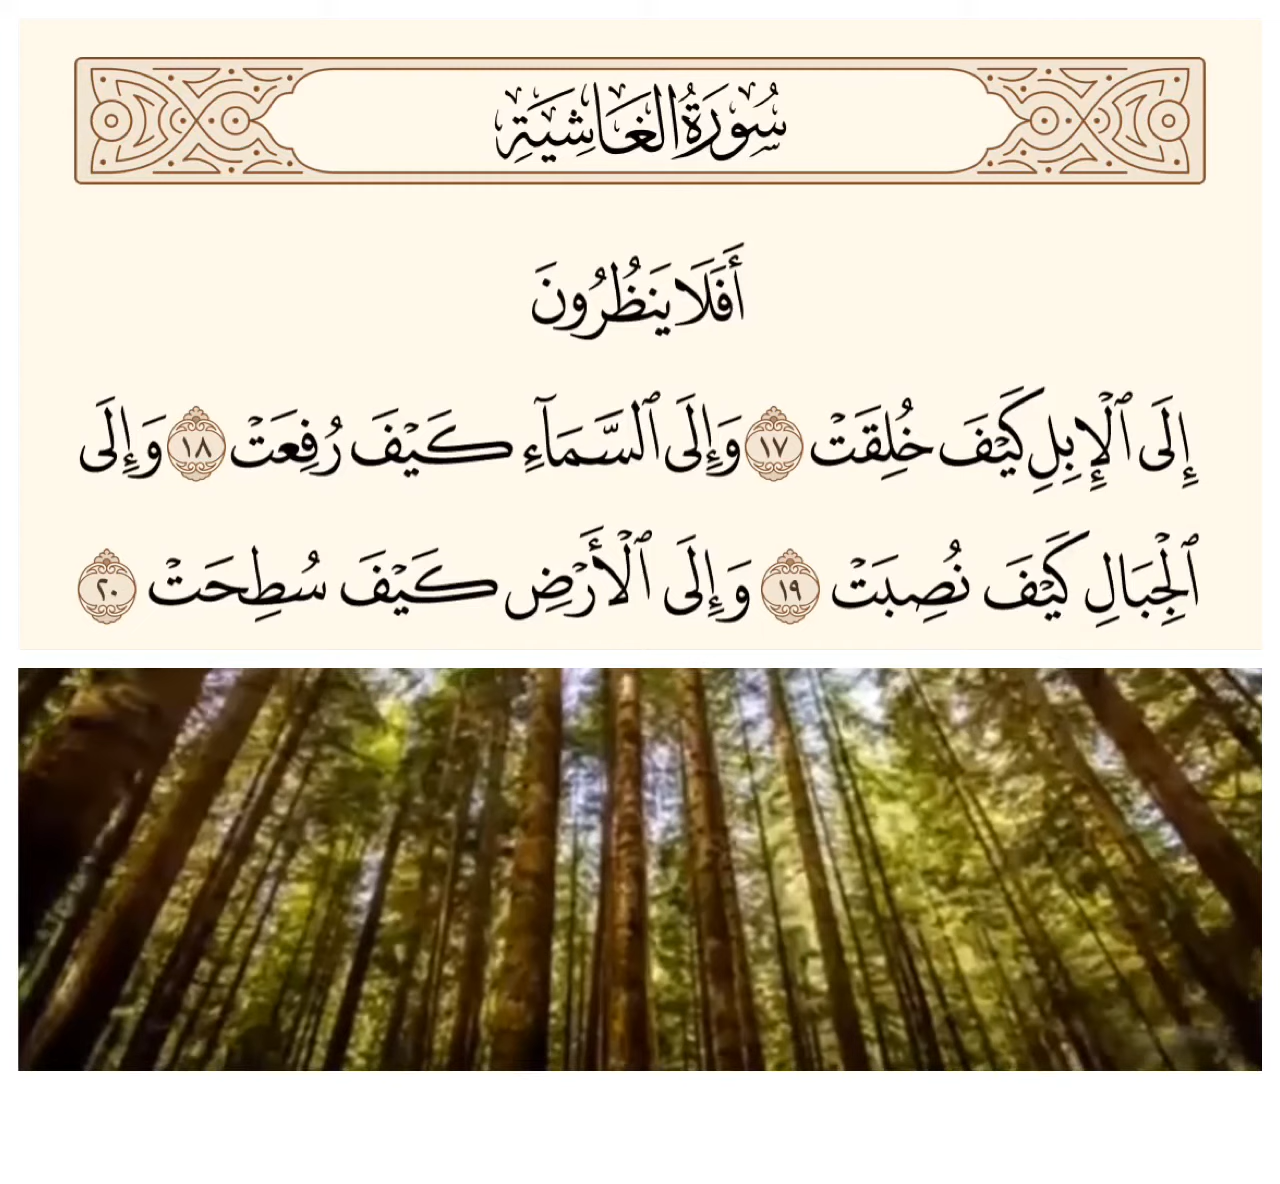 سُورَةُ الغَاشِيَةِ
أَفَلَا يَنظُرُونَ
إِلَى ٱلْإِبِلِ كَيْفَ خُلِقَتْ ١٧ وَإِلَى ٱلسَّمَآءِ كَيْفَ رُفِعَتْ ١٨ وَإِلَى
ٱلْجِبَالِ كَيْفَ نُصِبَتْ ١٩ وَإِلَى ٱلْأَرْضِ كَيْفَ سُطِحَتْ ٢٠